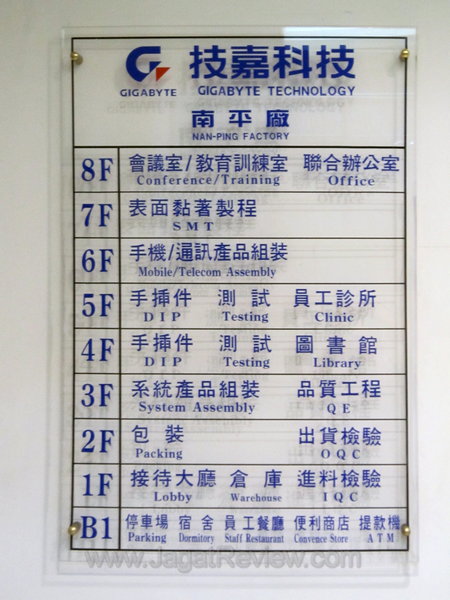 技嘉科技
GIGABYTE GIGABYTE TECHNOLOGY
南平廠
NAN-PING FACTORY
8F 會議室/教育訓練室 聯合辦公室
Conference/Training Office
7F 表面黏著製程
SMT
6F 手機/通訊產品組裝
Mobile/Telecom Assembly
5F 手插件 測試 員工診所
DIP Testing Clinic
4F 手插件 測試 圖書館
DIP Testing Library
3F 系統產品組裝 品質工程
System Assembly QE
2F 包裝 出貨檢驗
Packing OQC
1F 接待大廳 倉庫 進料檢驗
Lobby Warehouse IQC
B1 停車場 宿舍 員工餐廳 便利商店 提款機
Parking Dormitory Staff Restaurant Convence Store ATM
www.JagatReview.com